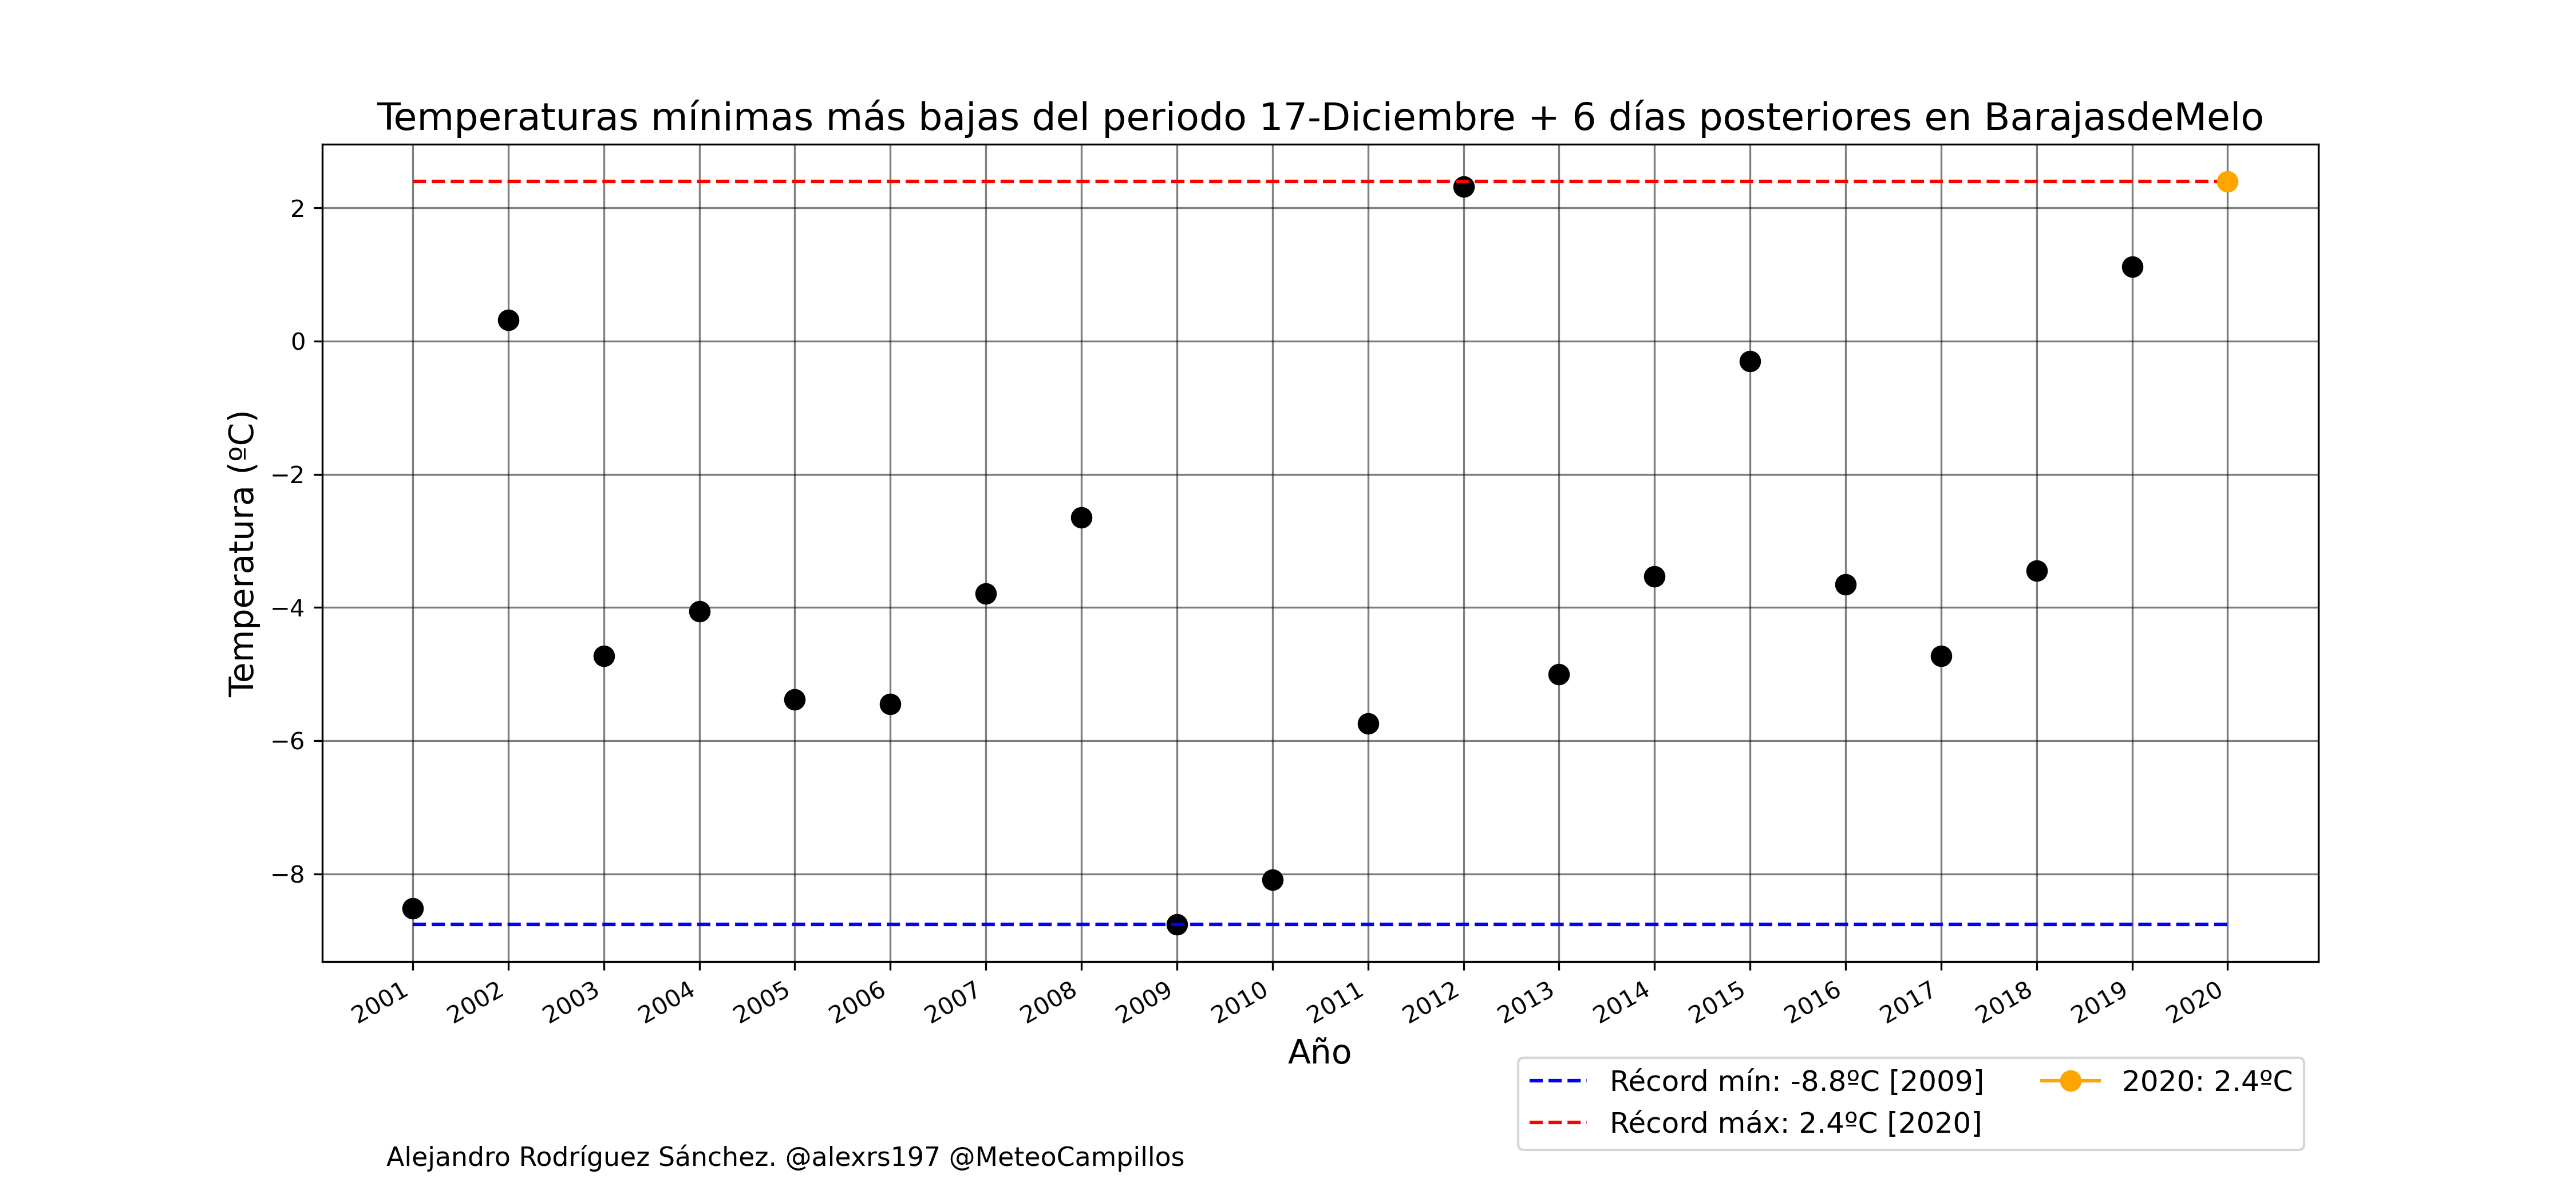 Temperaturas mínimas más bajas del periodo 17-Diciembre + 6 días posteriores en BarajasdeMelo
Temperatura (ºC)
2
0
−2
−4
−6
−8
2001 2002 2003 2004 2005 2006 2007 2008 2009 2010 2011 2012 2013 2014 2015 2016 2017 2018 2019 2020
Año
Récord mín: -8.8ºC [2009]
Récord máx: 2.4ºC [2020]
2020: 2.4ºC
Alejandro Rodríguez Sánchez. @alexrs197 @MeteoCampillos